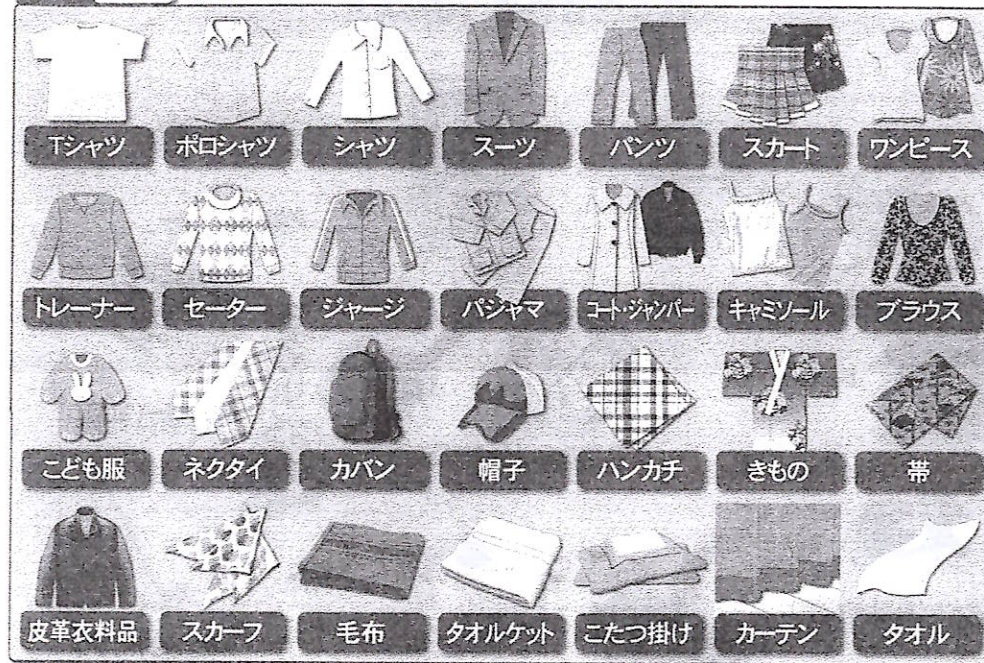 Tシャツ ポロシャツ シャツ スーツ パンツ スカート ワンピース
トレーナー セーター ジャージ パジャマ コート・ジャンパー キャミソール ブラウス
こども服 ネクタイ カバン 帽子 ハンカチ きもの 帯
皮革衣料品 スカーフ 毛布 タオルケット こたつ掛け カーテン タオル